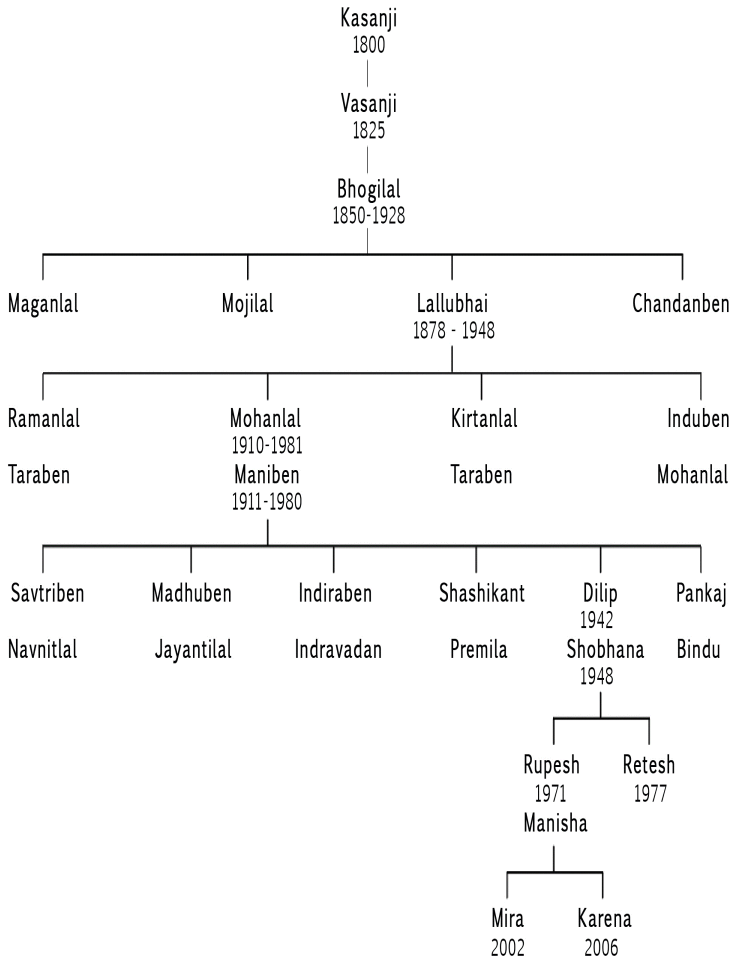 Kasanji
1800
Vasanji
1825
Bhogilal
1850-1928
Maganlal Mojilal Lallubhai Chandanben
1878 - 1948
Ramanlal Mohanlal Kirtanlal Induben
1910-1981
Taraben Maniben Taraben Mohanlal
1911-1980
Savtriben Madhuben Indiraben Shashikant Dilip Pankaj
1942
Navnitlal Jayantilal Indravadan Premila Shobhana Bindu
1948
Rupesh Retesh
1971 1977
Manisha
Mira Karena
2002 2006